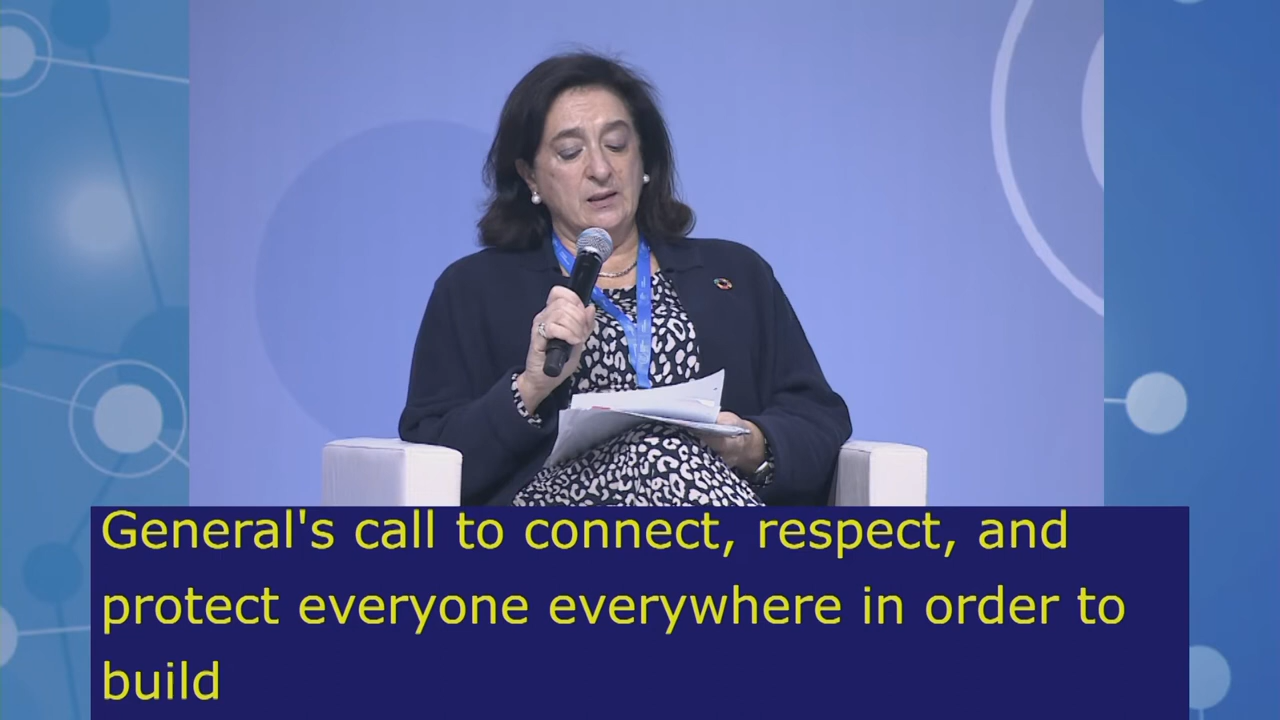 General's call to connect, respect, and
protect everyone everywhere in order to
build